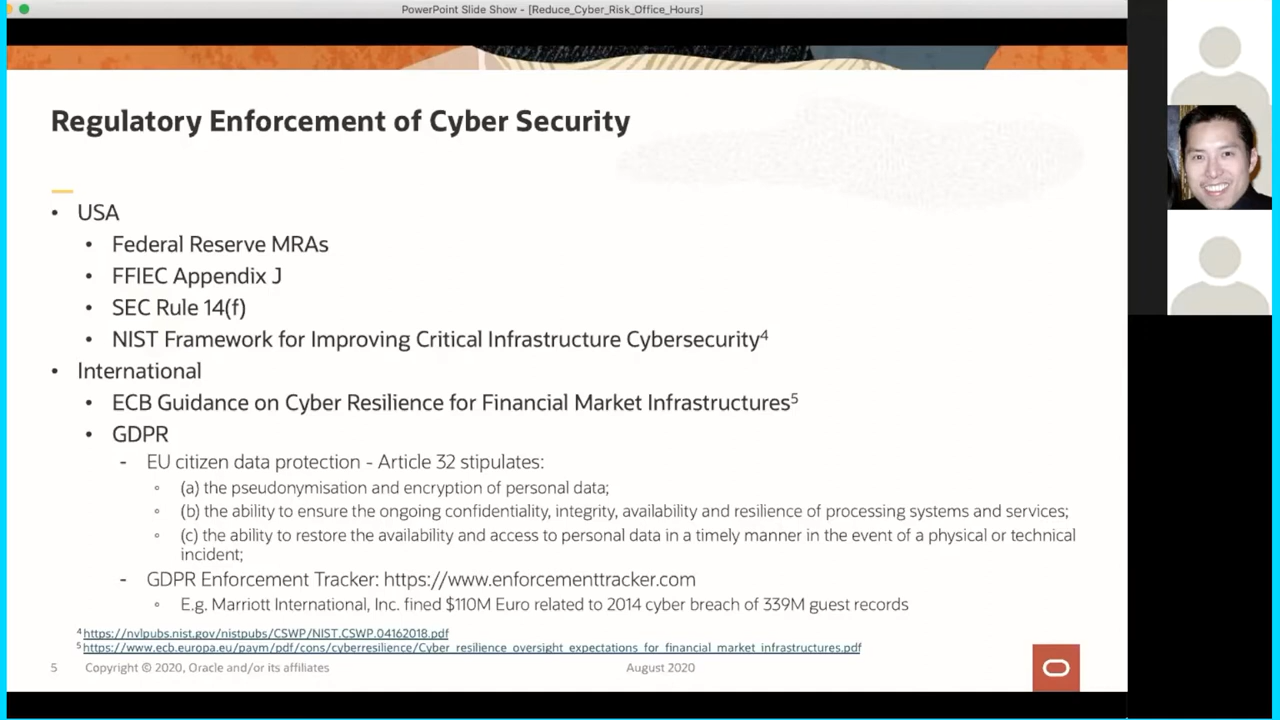 PowerPoint Slide Show - [Reduce_Cyber_Risk_Office_Hours]
Regulatory Enforcement of Cyber Security
• USA
• Federal Reserve MRAs
• FFIEC Appendix J
• SEC Rule 14(f)
• NIST Framework for Improving Critical Infrastructure Cybersecurity⁴
• International
• ECB Guidance on Cyber Resilience for Financial Market Infrastructures⁵
• GDPR
- EU citizen data protection - Article 32 stipulates:
◦ (a) the pseudonymisation and encryption of personal data;
◦ (b) the ability to ensure the ongoing confidentiality, integrity, availability and resilience of processing systems and services;
◦ (c) the ability to restore the availability and access to personal data in a timely manner in the event of a physical or technical
incident;
- GDPR Enforcement Tracker: https://www.enforcementtracker.com
◦ E.g. Marriott International, Inc. fined $110M Euro related to 2014 cyber breach of 339M guest records
⁴ https://nvlpubs.nist.gov/nistpubs/CSWP/NIST.CSWP.04162018.pdf
⁵ https://www.ecb.europa.eu/paym/pdf/cons/cyberresilience/Cyber_resilience_oversight_expectations_for_financial_market_infrastructures.pdf
5 Copyright © 2020, Oracle and/or its affiliates August 2020